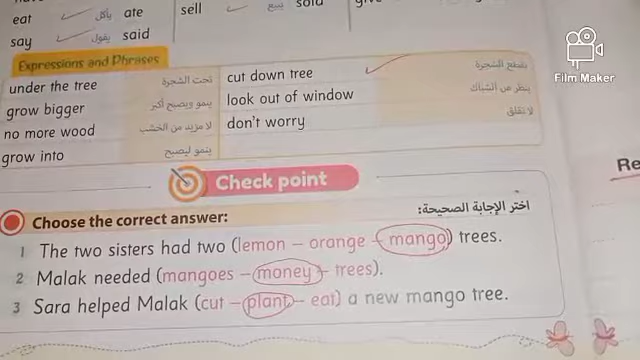 eat يأكل ate
say يقول said
sell يبيع sold
Expressions and Phrases
under the tree تحت الشجرة
grow bigger ينمو ويصبح أكبر
no more wood لا مزيد من الخشب
grow into ينمو ليصبح
cut down tree يقطع الشجرة
look out of window ينظر من الشباك
don't worry لا تقلق
Film Maker
Check point
Choose the correct answer: اختر الإجابة الصحيحة:
1 The two sisters had two (lemon – orange – mango) trees.
2 Malak needed (mangoes – money – trees).
3 Sara helped Malak (cut – plant – eat) a new mango tree.
Re